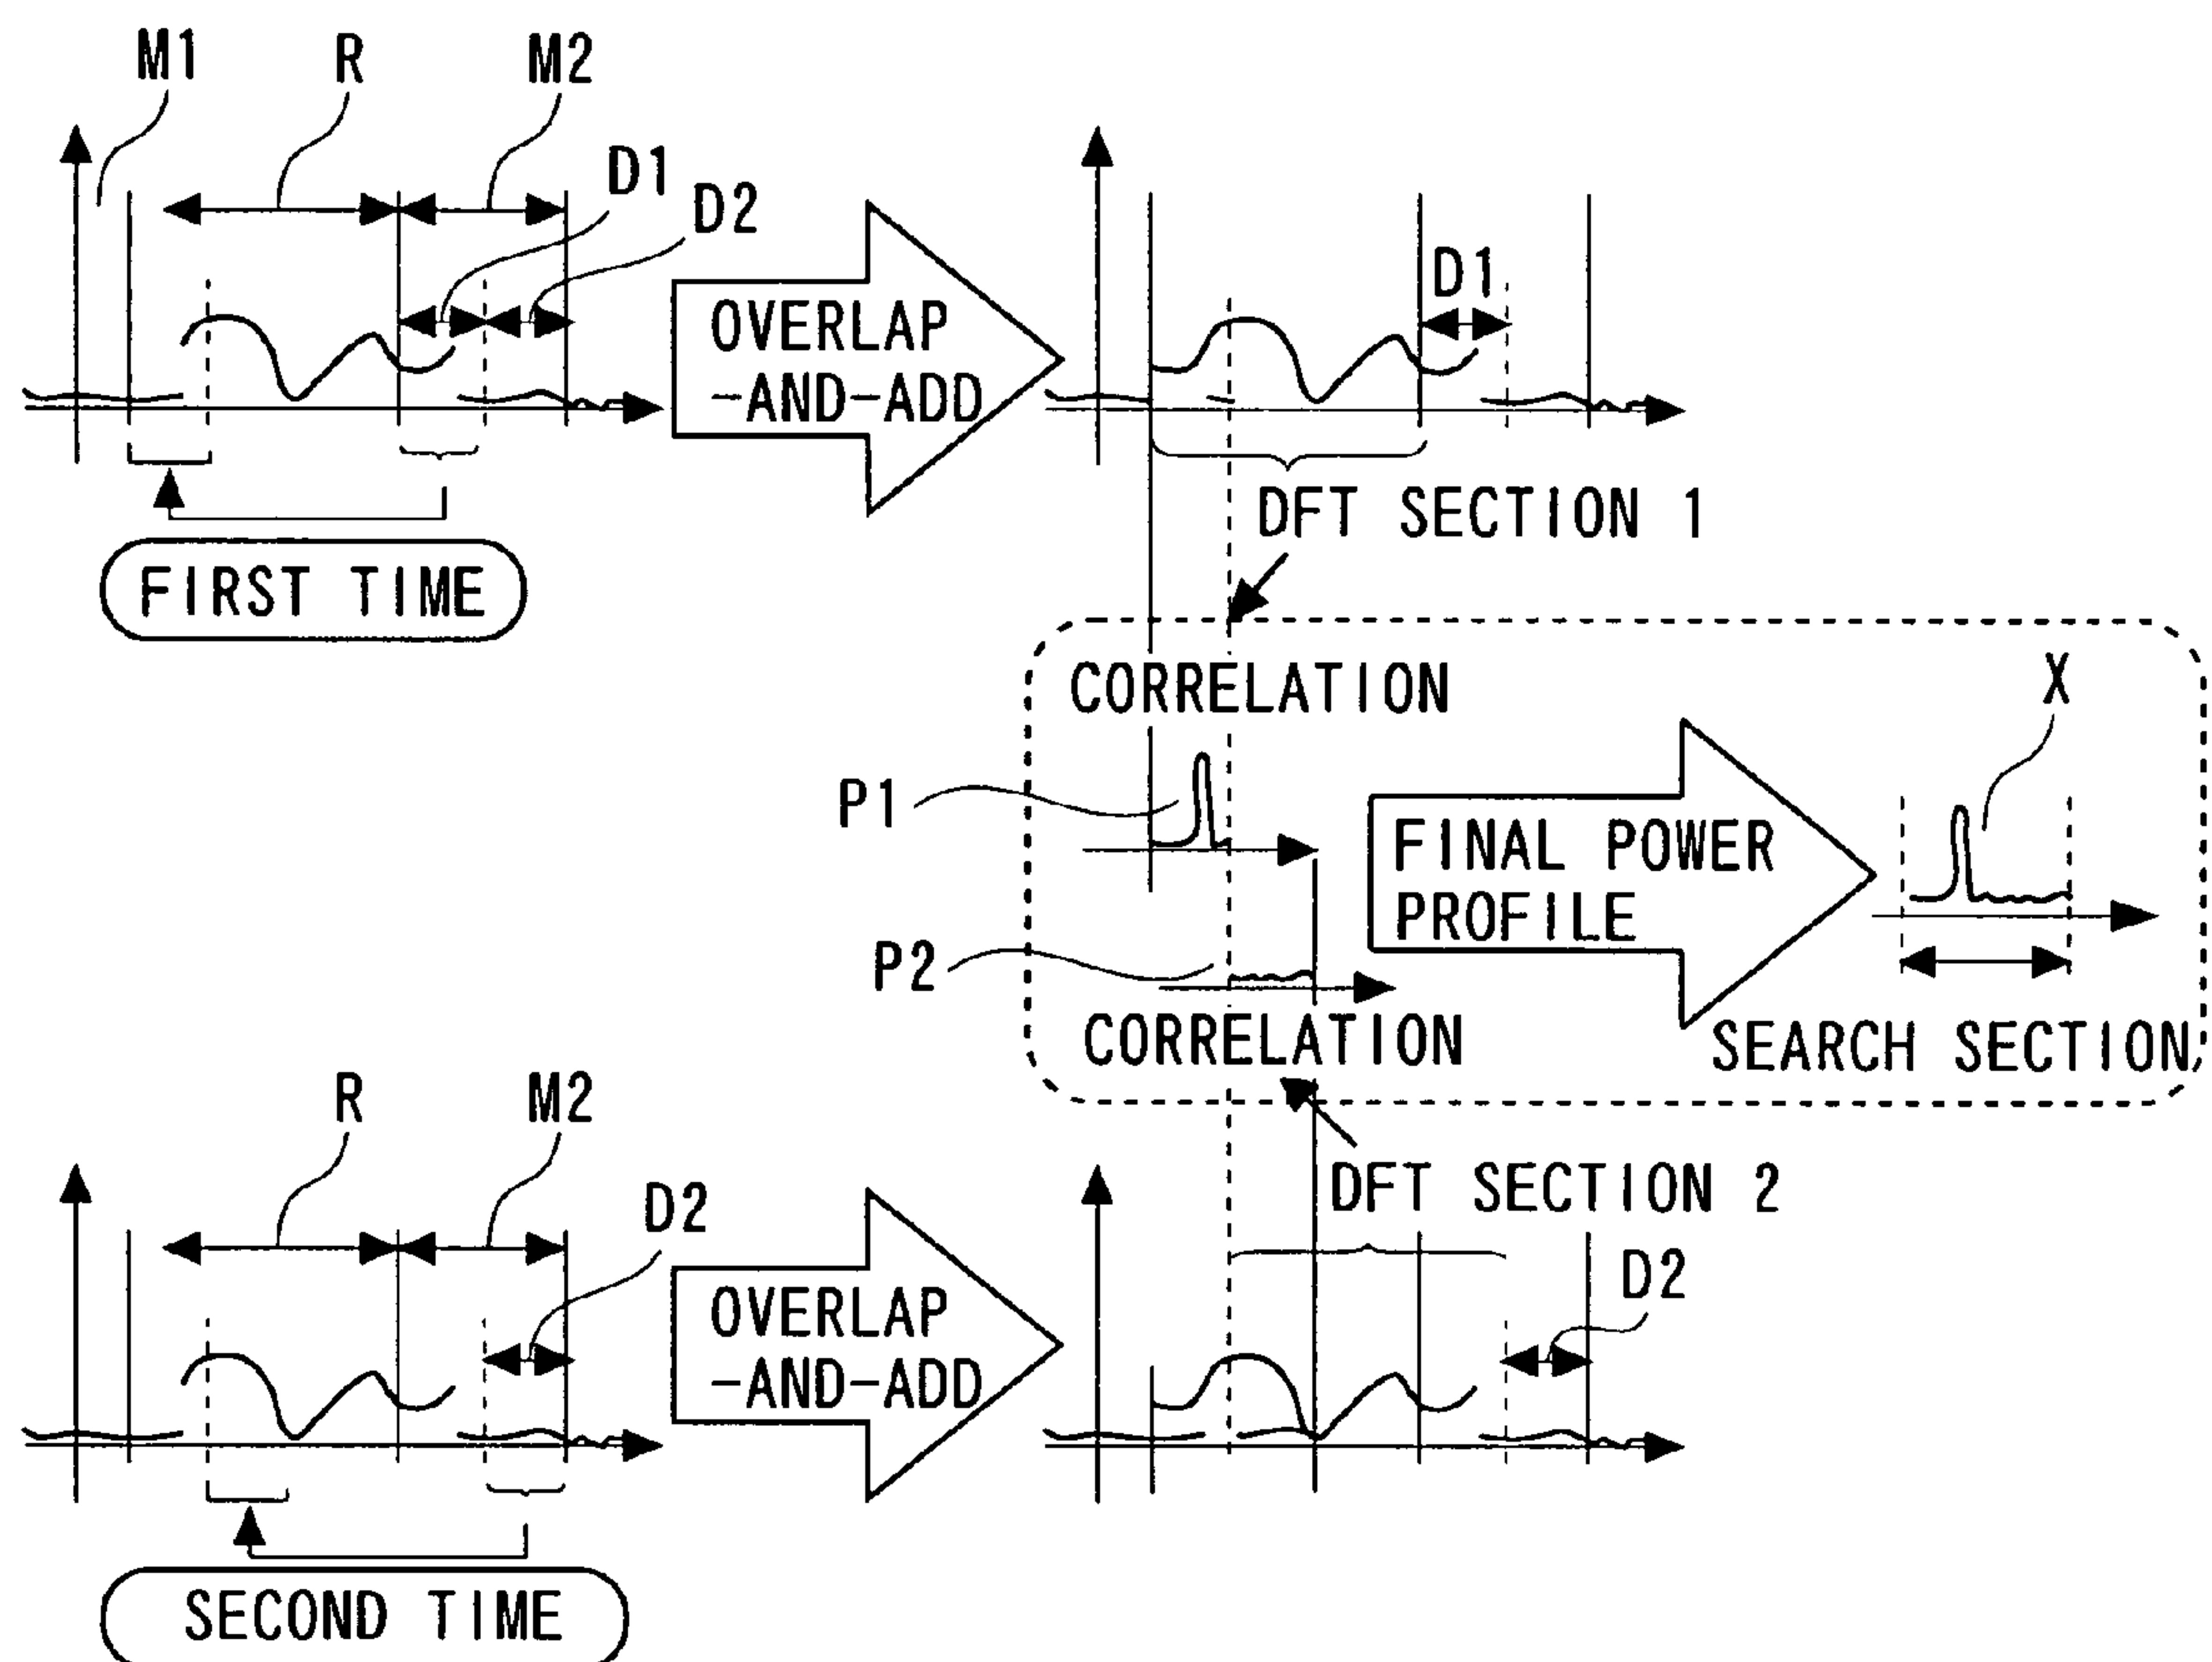 M1
R
M2
D1
D2
OVERLAP
-AND-ADD
D1
FIRST TIME
DFT SECTION 1
CORRELATION
X
P1
FINAL POWER
PROFILE
P2
CORRELATION
SEARCH SECTION
R
M2
D2
OVERLAP
-AND-ADD
DFT SECTION 2
D2
SECOND TIME